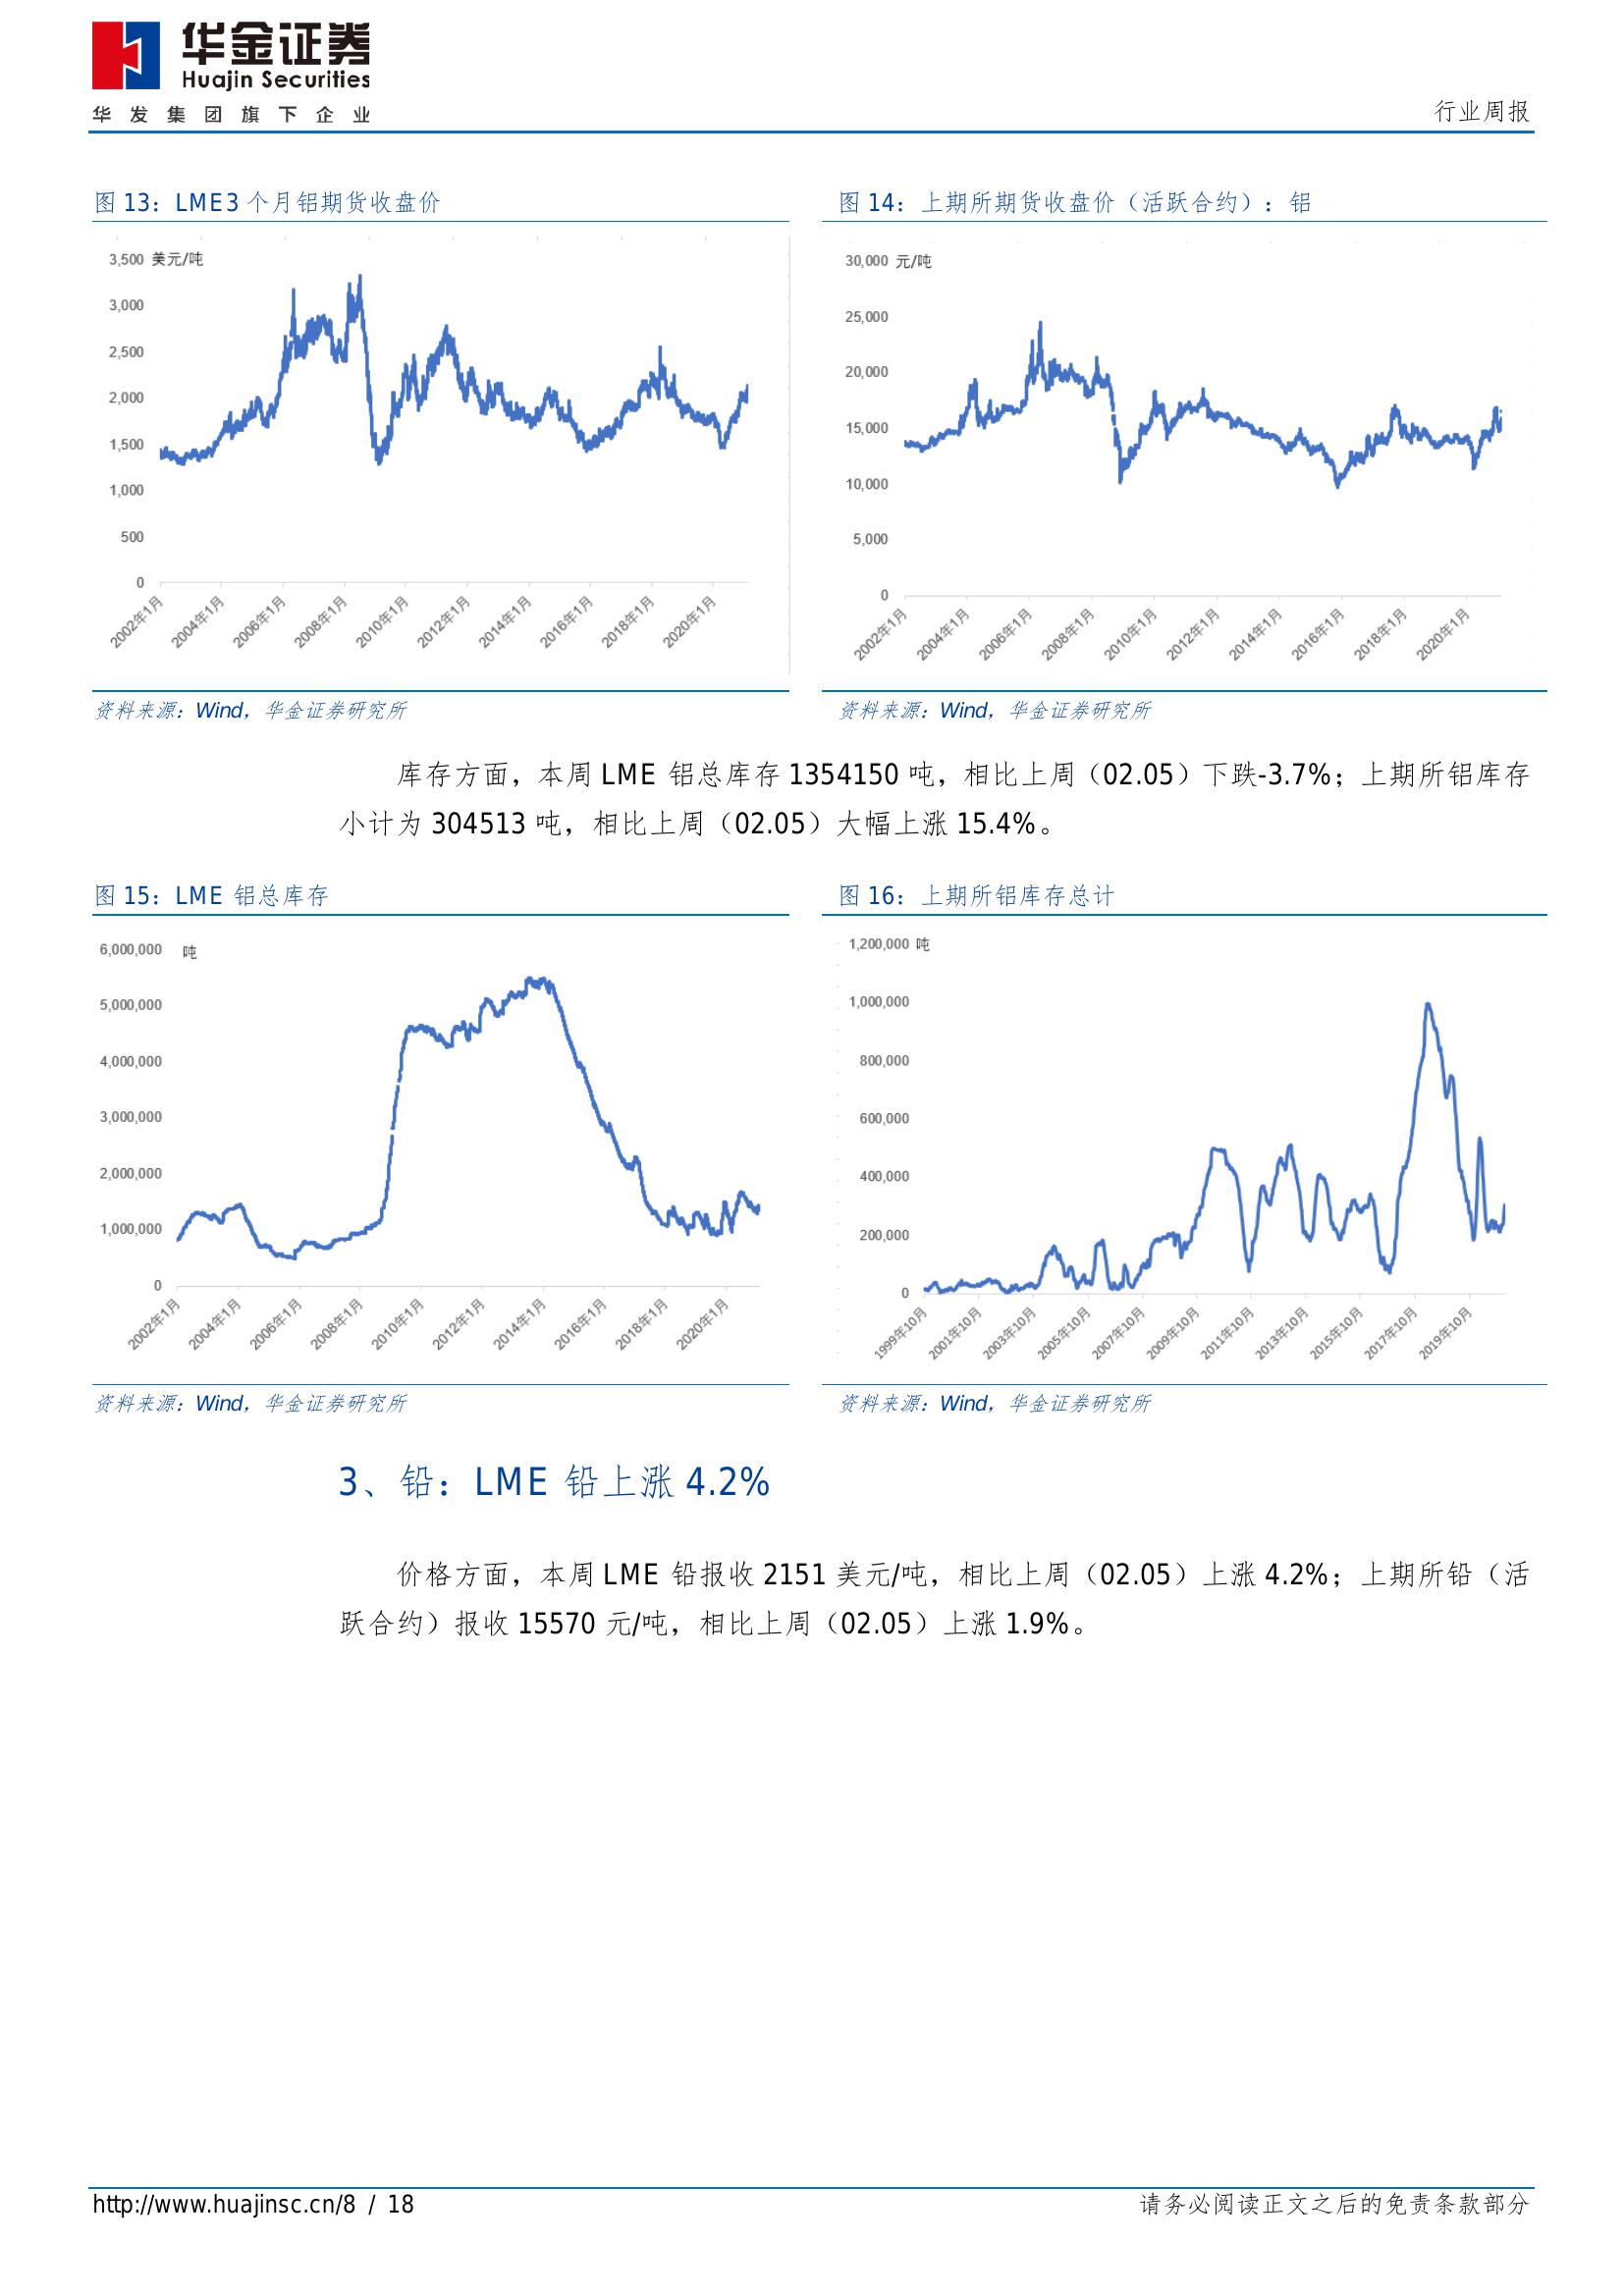 华金证券
Huajin Securities
华发集团旗下企业
行业周报
图 13：LME3 个月铝期货收盘价
图 14：上期所期货收盘价（活跃合约）：铝
3,500 美元/吨
3,000
2,500
2,000
1,500
1,000
500
0
2002年1月 2004年1月 2006年1月 2008年1月 2010年1月 2012年1月 2014年1月 2016年1月 2018年1月 2020年1月
30,000 元/吨
25,000
20,000
15,000
10,000
5,000
0
2002年1月 2004年1月 2006年1月 2008年1月 2010年1月 2012年1月 2014年1月 2016年1月 2018年1月 2020年1月
资料来源：Wind，华金证券研究所
资料来源：Wind，华金证券研究所
库存方面，本周 LME 铝总库存 1354150 吨，相比上周（02.05）下跌-3.7%；上期所铝库存
小计为 304513 吨，相比上周（02.05）大幅上涨 15.4%。
图 15：LME 铝总库存
图 16：上期所铝库存总计
6,000,000 吨
5,000,000
4,000,000
3,000,000
2,000,000
1,000,000
0
2002年1月 2004年1月 2006年1月 2008年1月 2010年1月 2012年1月 2014年1月 2016年1月 2018年1月 2020年1月
1,200,000 吨
1,000,000
800,000
600,000
400,000
200,000
0
1999年10月 2001年10月 2003年10月 2005年10月 2007年10月 2009年10月 2011年10月 2013年10月 2015年10月 2017年10月 2019年10月
资料来源：Wind，华金证券研究所
资料来源：Wind，华金证券研究所
3、铅：LME 铅上涨 4.2%
价格方面，本周 LME 铅报收 2151 美元/吨，相比上周（02.05）上涨 4.2%；上期所铅（活
跃合约）报收 15570 元/吨，相比上周（02.05）上涨 1.9%。
http://www.huajinsc.cn/8 / 18
请务必阅读正文之后的免责条款部分